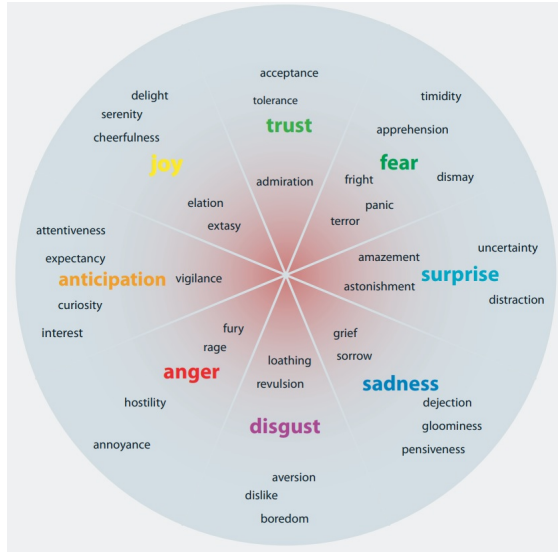 acceptance
tolerance
trust
admiration
timidity
apprehension
fear
dismay
fright
panic
terror
uncertainty
amazement
surprise
astonishment
distraction
grief
sorrow
sadness
dejection
gloominess
pensiveness
loathing
revulsion
disgust
aversion
dislike
boredom
fury
rage
anger
hostility
annoyance
attentiveness
expectancy
anticipation
vigilance
curiosity
interest
delight
serenity
cheerfulness
joy
elation
extasy